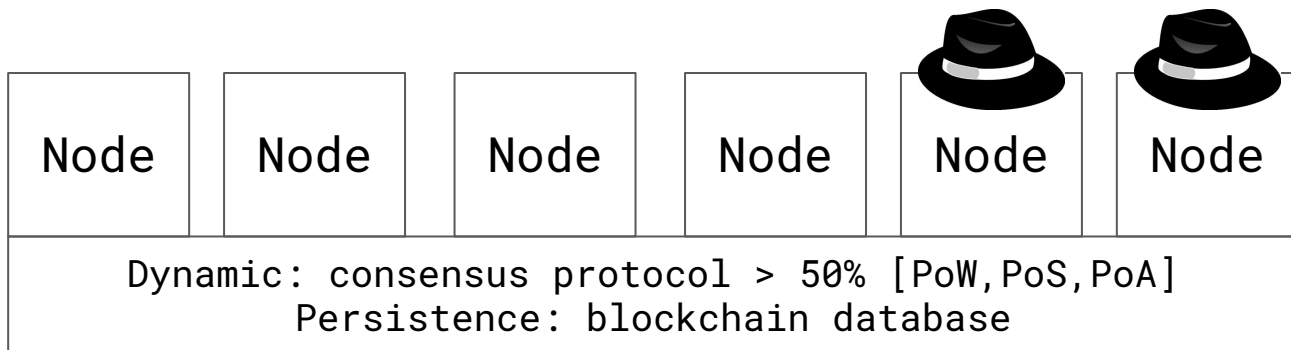 Node Node Node Node Node Node
Dynamic: consensus protocol > 50% [PoW,PoS,PoA]
Persistence: blockchain database